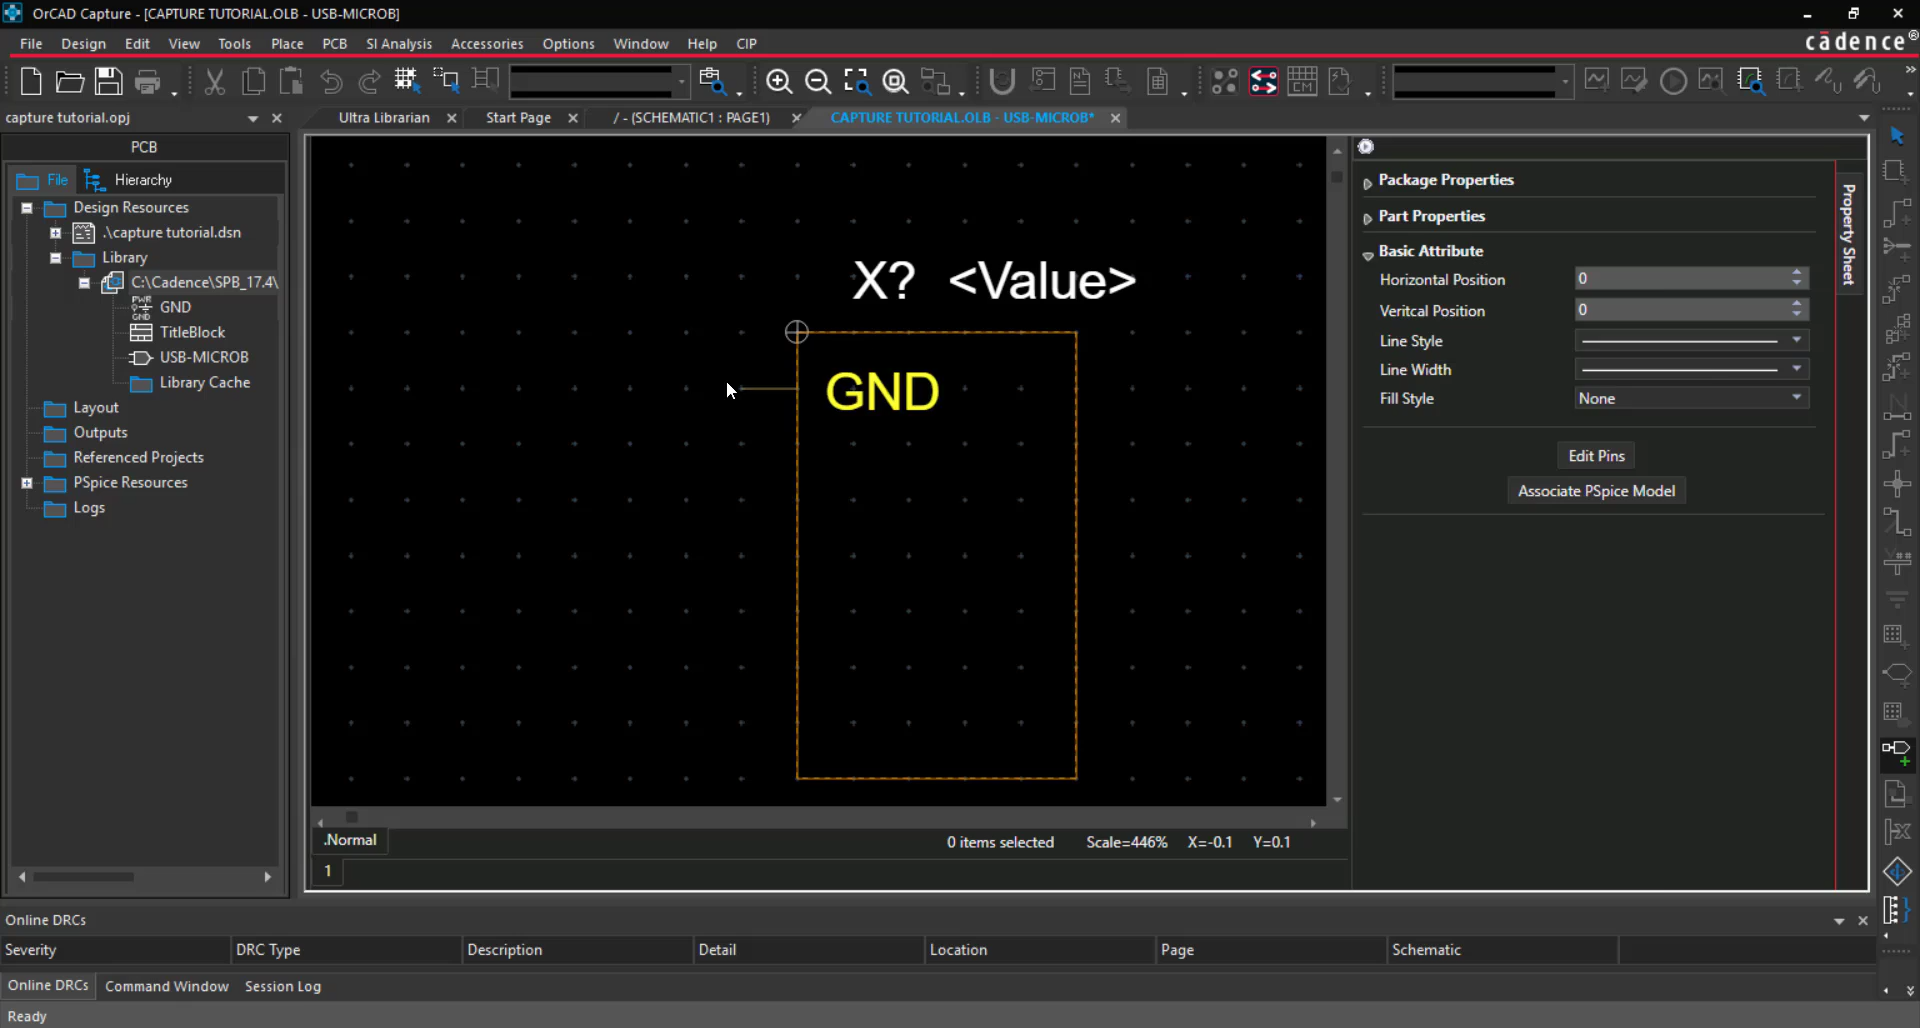 OrCAD Capture - [CAPTURE TUTORIAL.OLB - USB-MICROB]
File Design Edit View Tools Place PCB SI Analysis Accessories Options Window Help CIP
cādence®
capture tutorial.opj
Ultra Librarian Start Page / - (SCHEMATIC1 : PAGE1) CAPTURE TUTORIAL.OLB - USB-MICROB*
PCB
File Hierarchy
Design Resources
.\capture tutorial.dsn
Library
C:\Cadence\SPB_17.4\
PWR
GND
GND
TitleBlock
USB-MICROB
Library Cache
Layout
Outputs
Referenced Projects
PSpice Resources
Logs
X? <Value>
GND
.Normal
0 items selected Scale=446% X=-0.1 Y=0.1
1
Package Properties
Part Properties
Basic Attribute
Horizontal Position 0
Veritcal Position 0
Line Style
Line Width
Fill Style None
Edit Pins
Associate PSpice Model
Property Sheet
CM
Online DRCs
Severity DRC Type Description Detail Location Page Schematic
Online DRCs Command Window Session Log
Ready